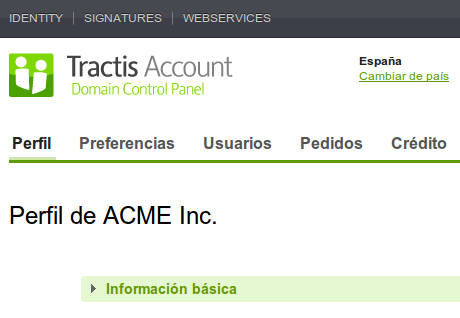 IDENTITY | SIGNATURES | WEBSERVICES
Tractis Account
Domain Control Panel
España
Cambiar de país
Perfil Preferencias Usuarios Pedidos Crédito
Perfil de ACME Inc.
Información básica